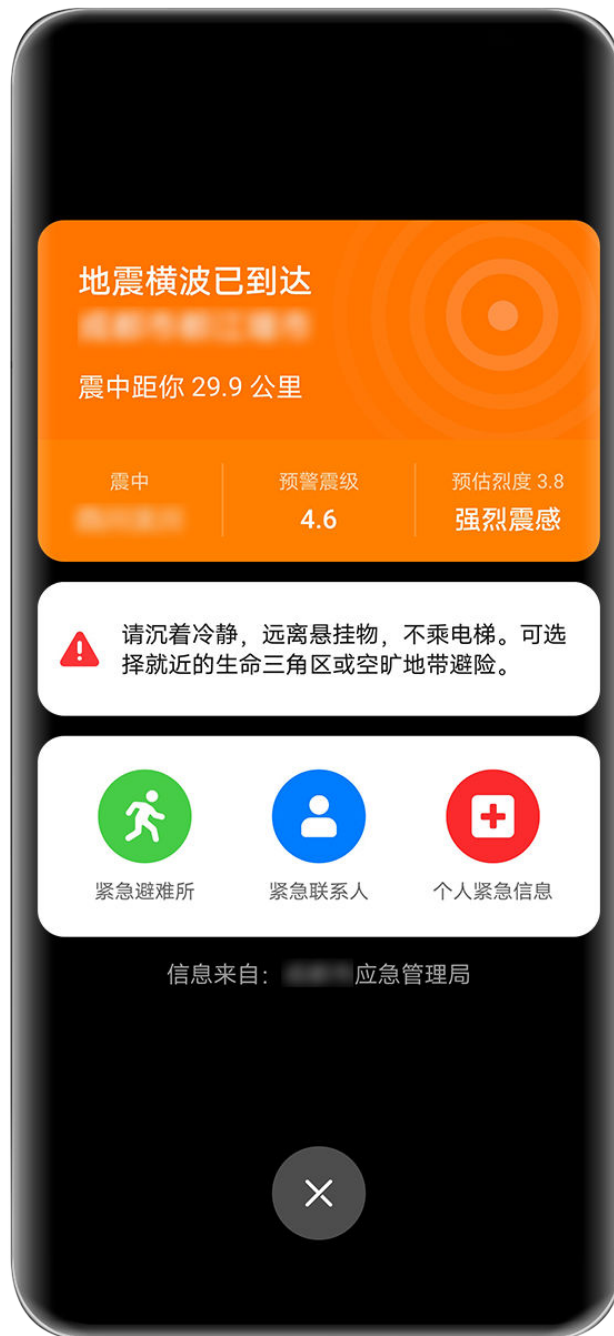 地震横波已到达
震中距你 29.9 公里
震中
预警震级
预估烈度 3.8
4.6
强烈震感
请沉着冷静，远离悬挂物，不乘电梯。可选
择就近的生命三角区或空旷地带避险。
紧急避难所
紧急联系人
个人紧急信息
信息来自：
应急管理局